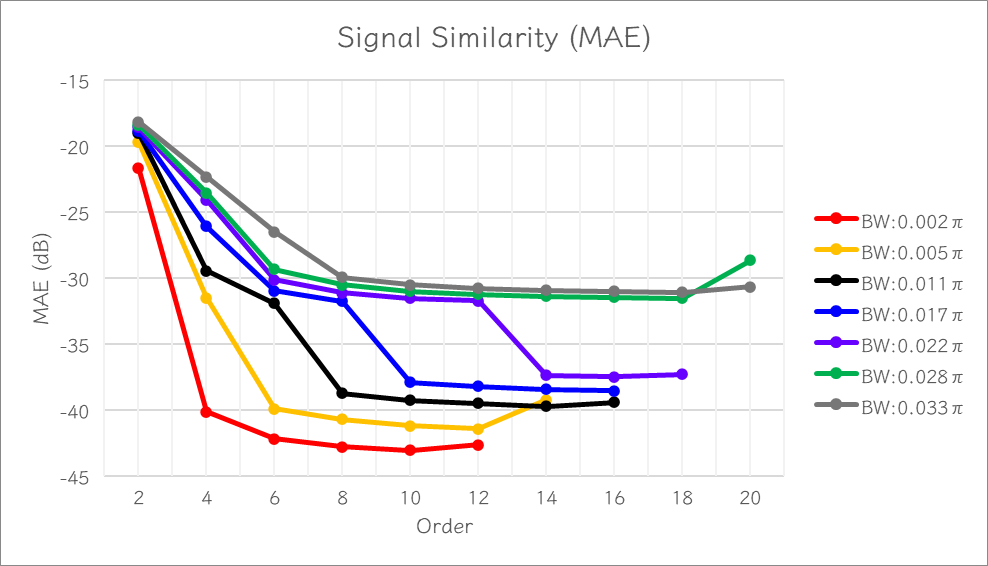 Signal Similarity (MAE)
-15
-20
-25
-30
-35
-40
-45
MAE (dB)
2 4 6 8 10 12 14 16 18 20
Order
BW:0.002π
BW:0.005π
BW:0.011π
BW:0.017π
BW:0.022π
BW:0.028π
BW:0.033π